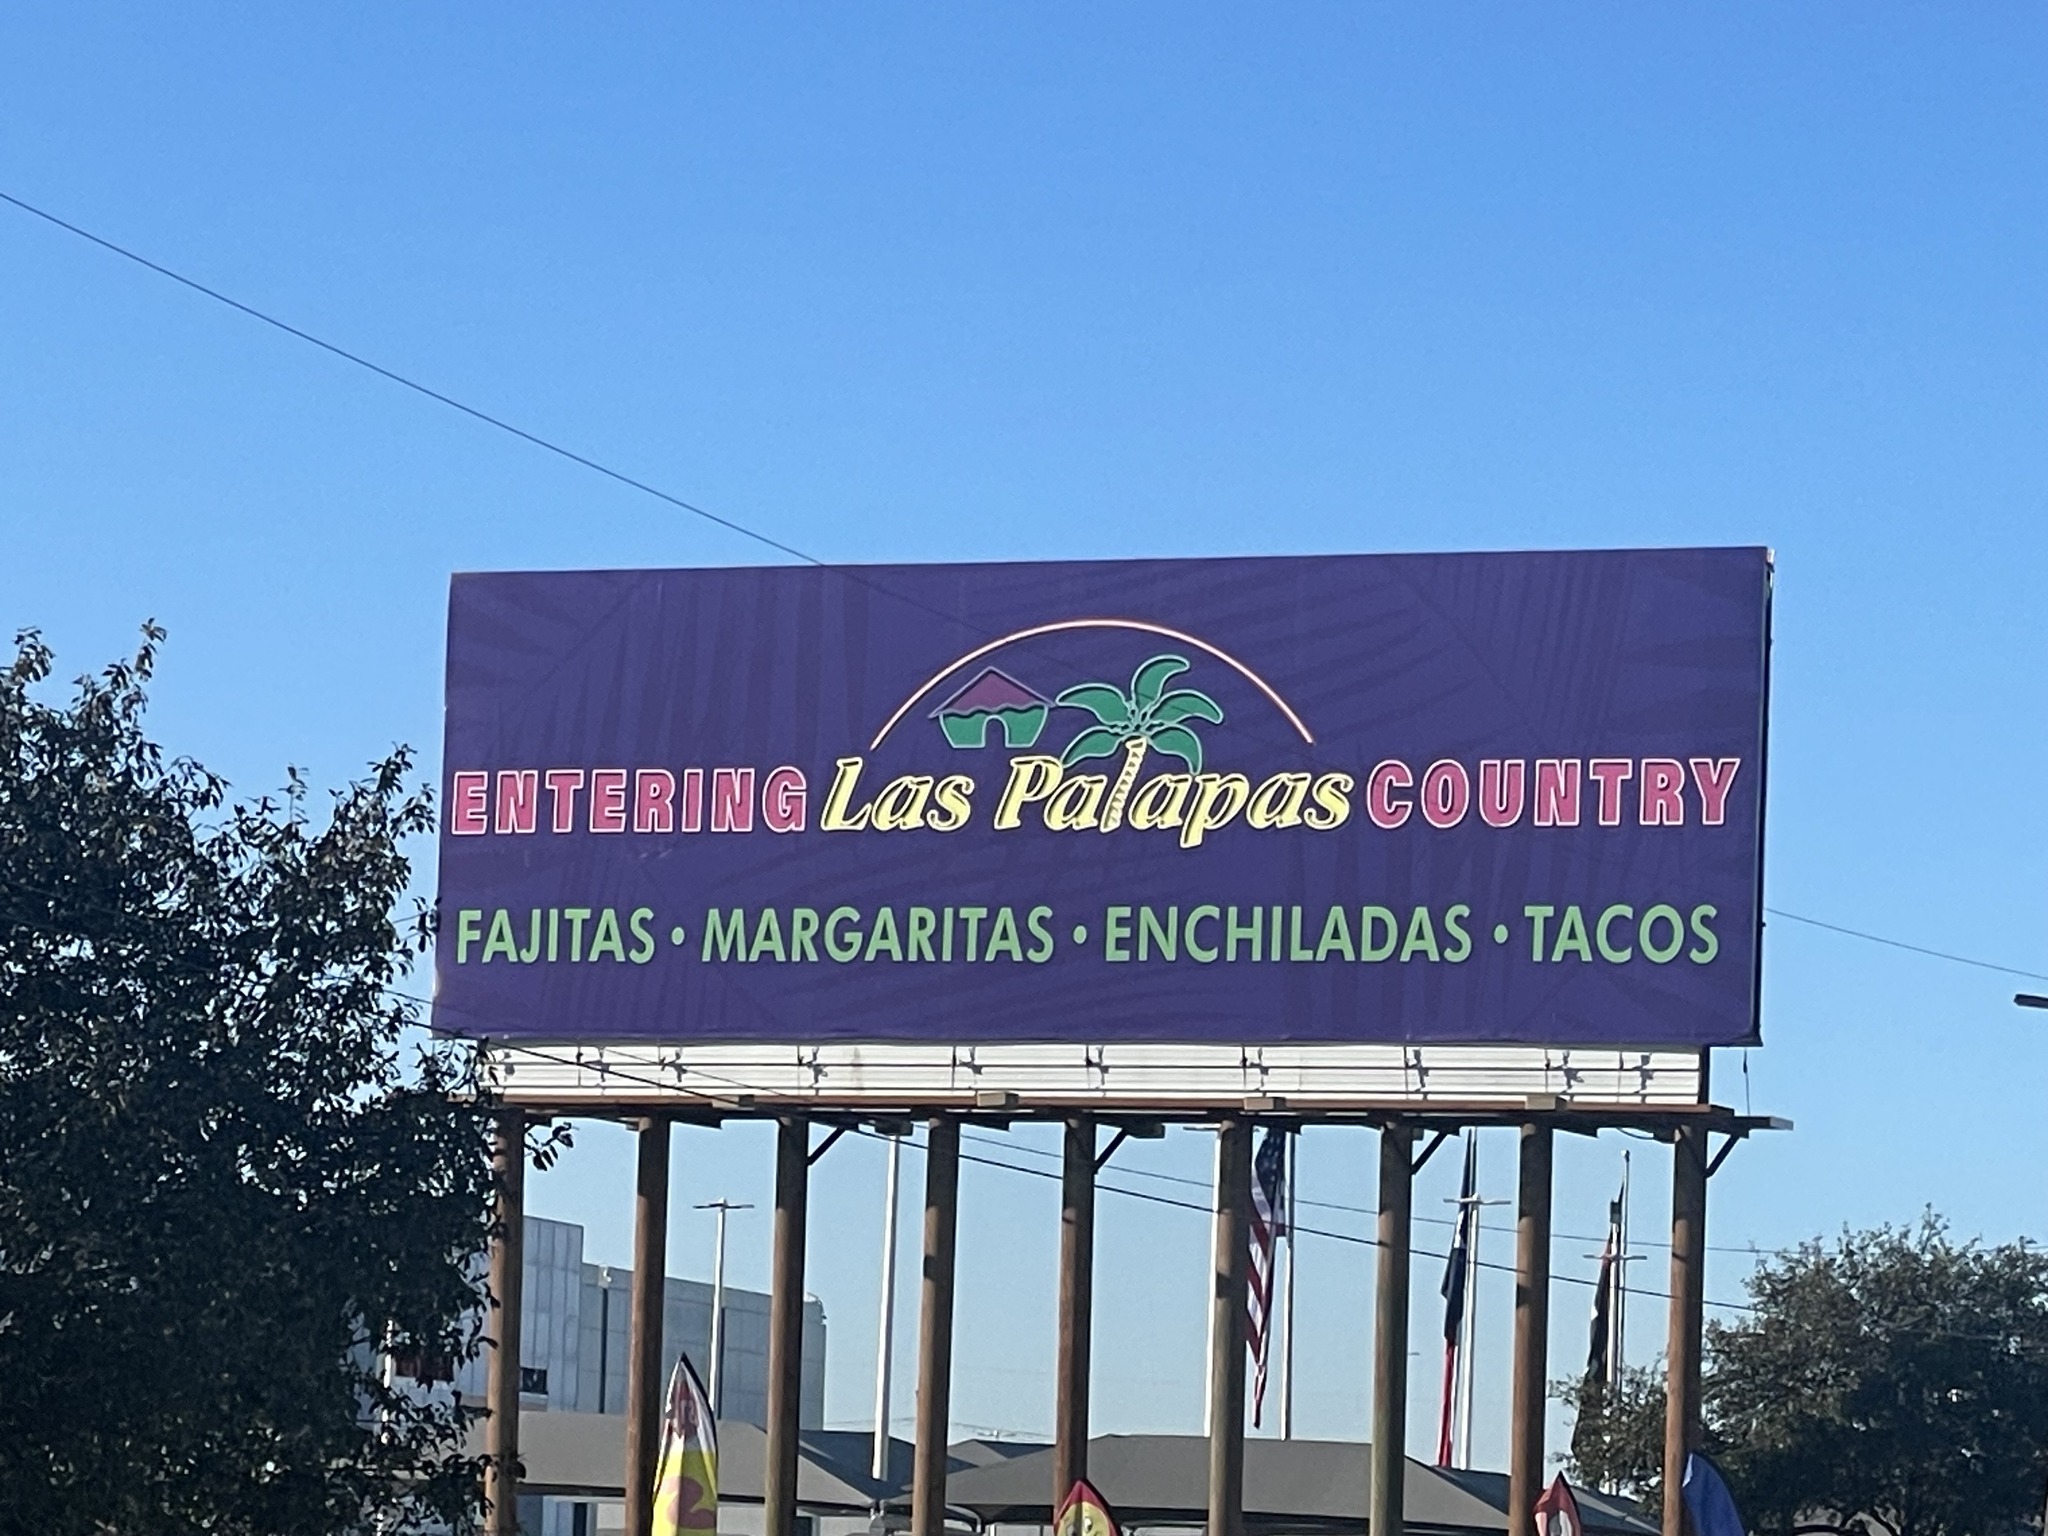 ENTERING Las Palapas COUNTRY
FAJITAS • MARGARITAS • ENCHILADAS • TACOS